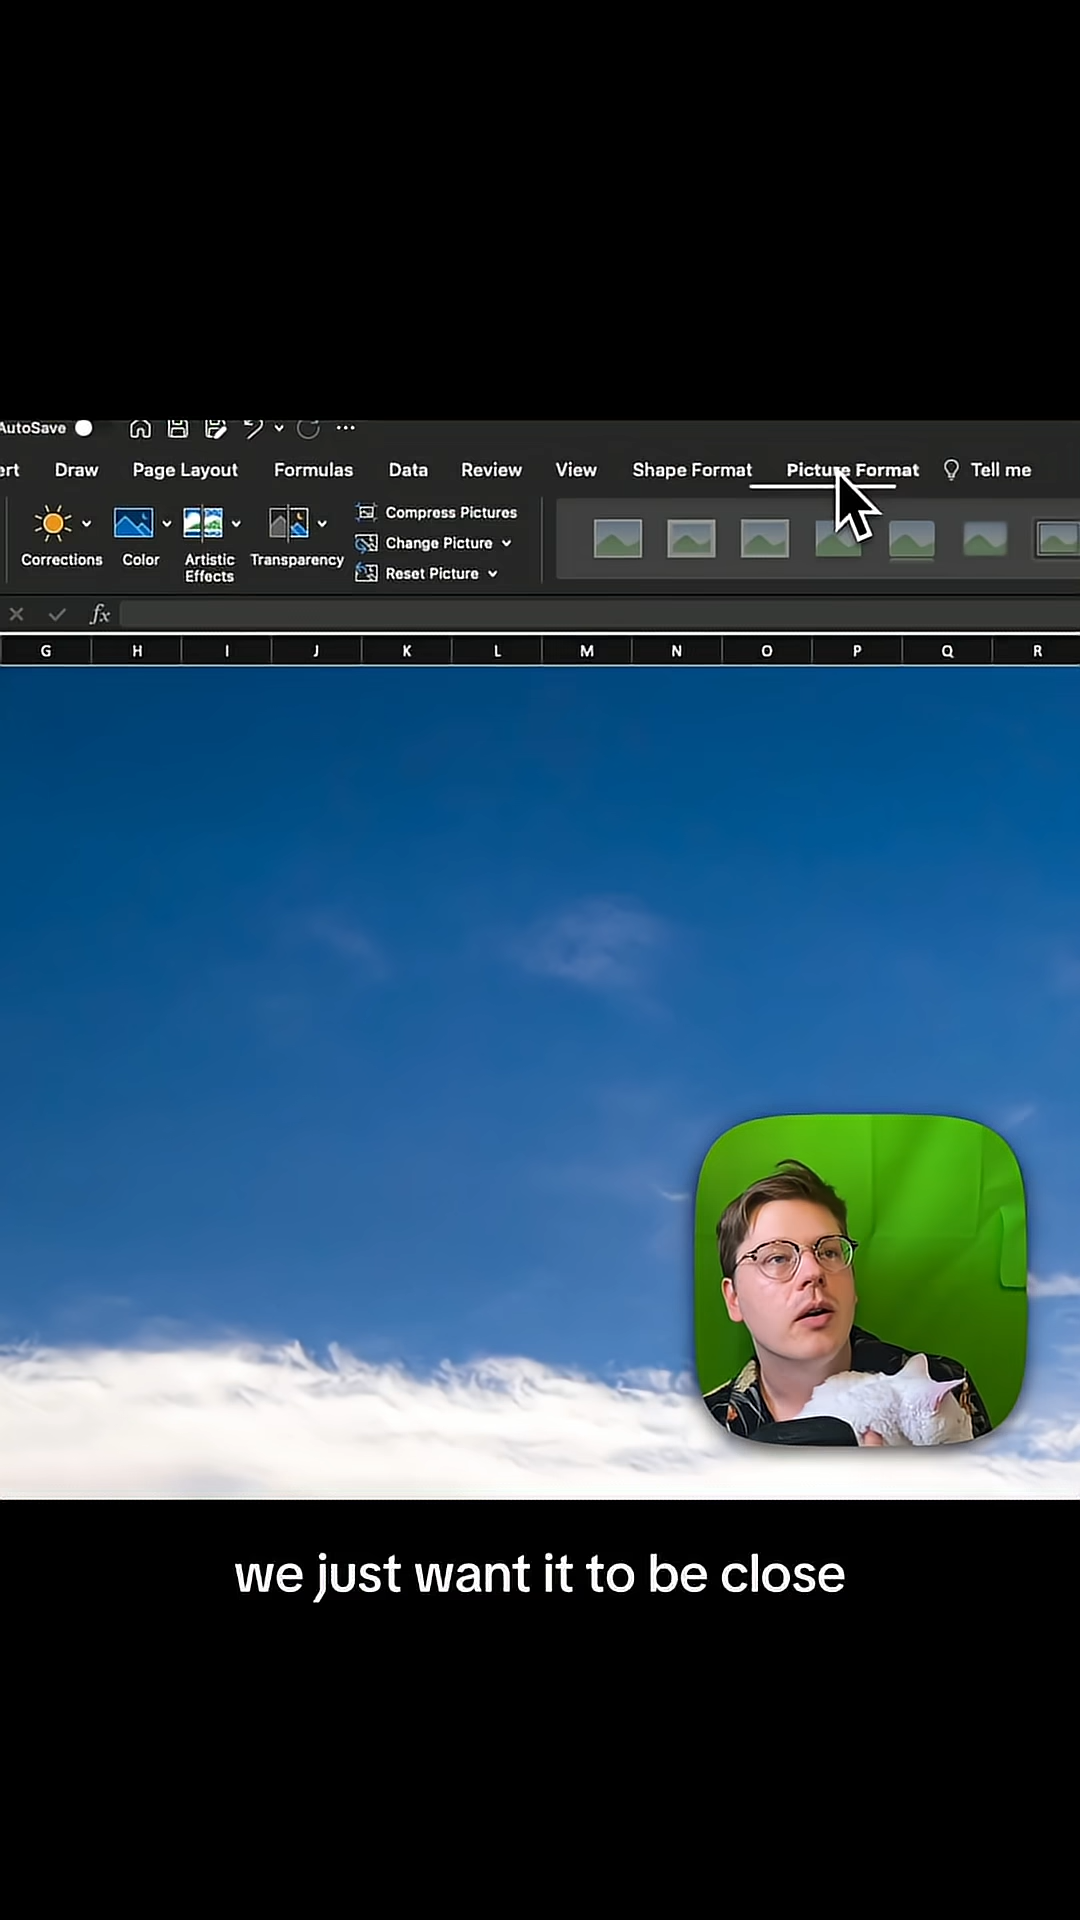 AutoSave
ert Draw Page Layout Formulas Data Review View Shape Format Picture Format Tell me
Corrections Color Artistic Effects Transparency
Compress Pictures
Change Picture
Reset Picture
fx
G H I J K L M N O P Q R
we just want it to be close